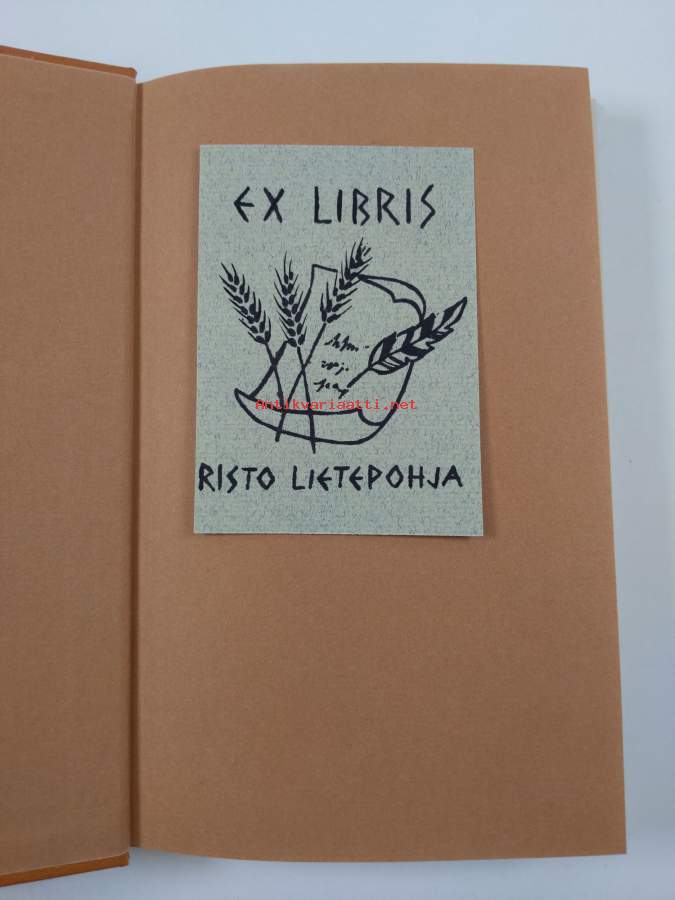 EX LIBRIS
Antikvariaatti.net
RISTO LIETEPOHJA